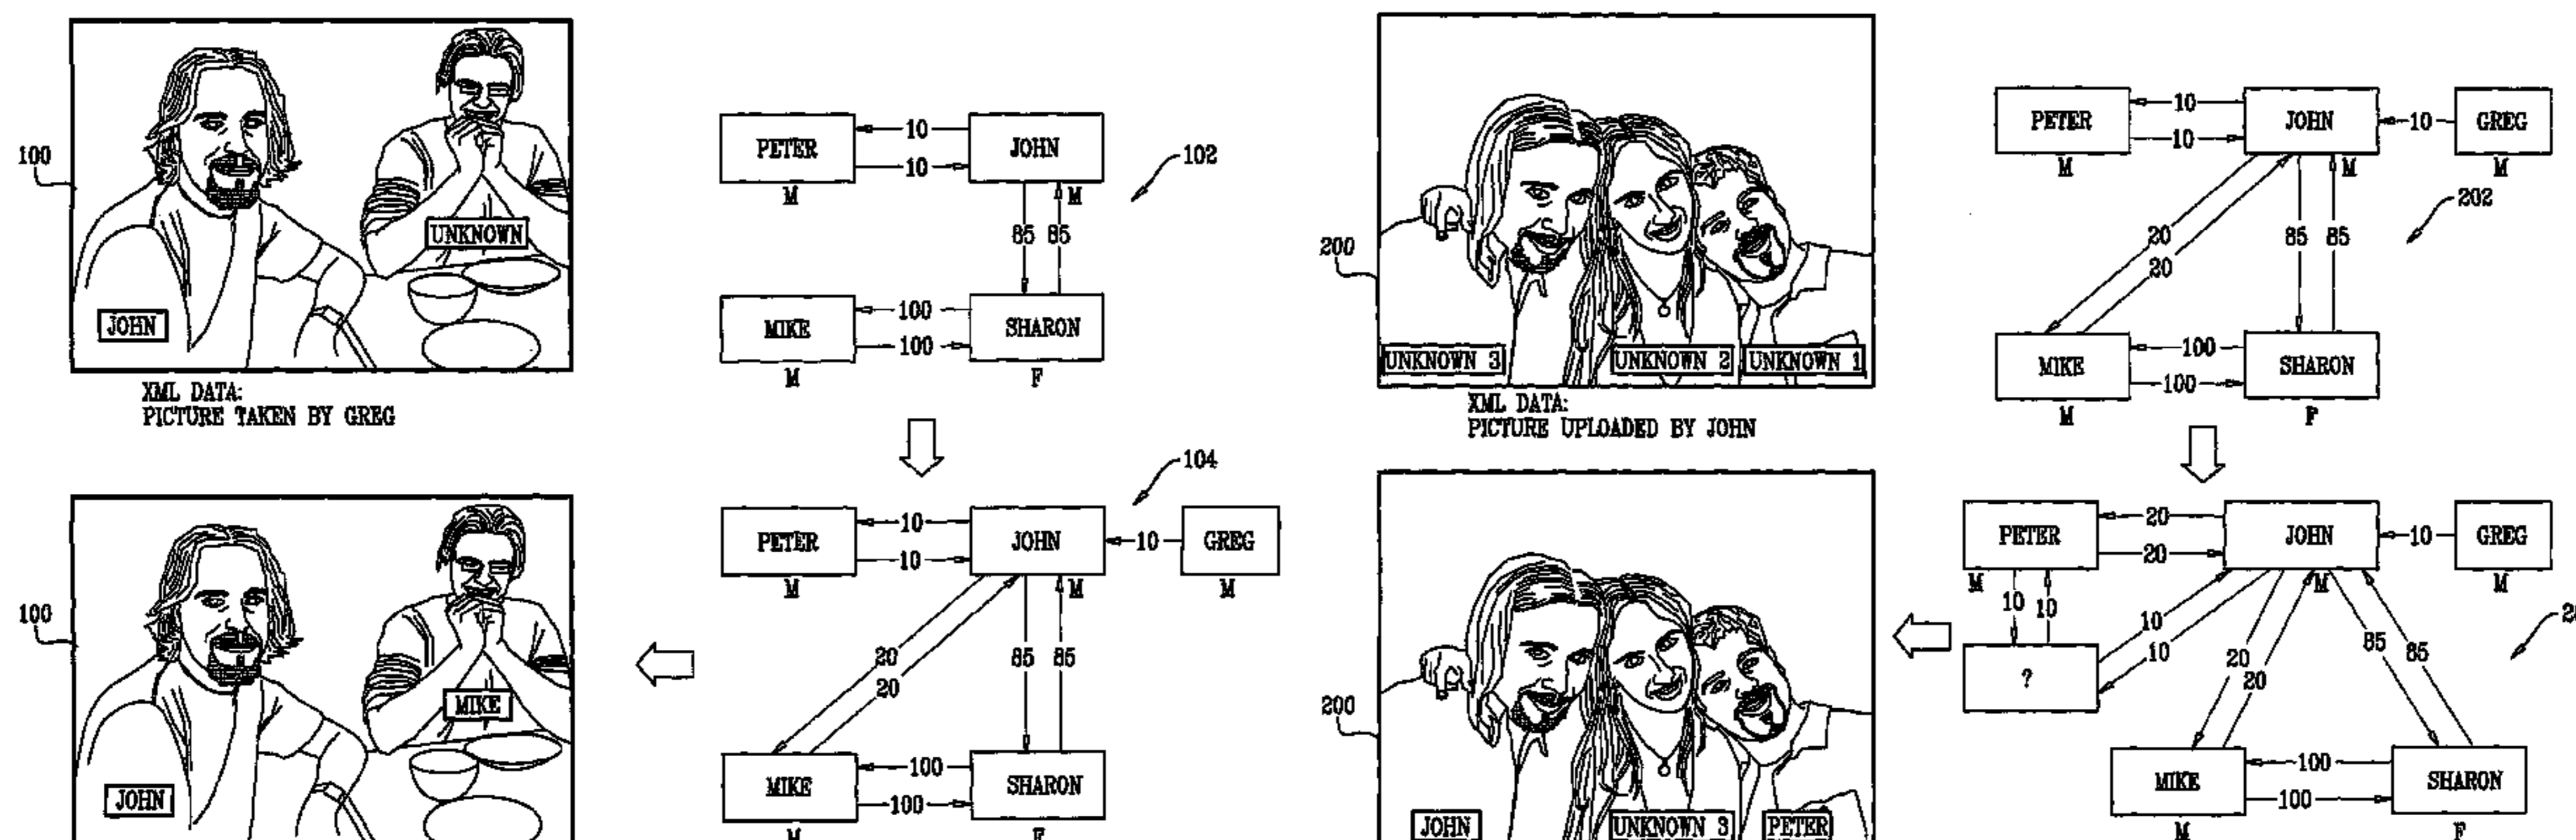 100
JOHN
UNKNOWN
XML DATA:
PICTURE TAKEN BY GREG
PETER
10
10
JOHN
M
M
102
85 85
MIKE
100
100
SHARON
M
F
100
JOHN
MIKE
104
PETER
10
10
JOHN
10
GREG
M
M
M
20
20
85 85
MIKE
100
100
SHARON
M
F
200
UNKNOWN 3
UNKNOWN 2
UNKNOWN 1
XML DATA:
PICTURE UPLOADED BY JOHN
PETER
10
10
JOHN
10
GREG
M
M
M
202
20
20
85 85
MIKE
100
100
SHARON
M
F
200
JOHN
UNKNOWN 3
PETER
PETER
20
20
JOHN
10
GREG
M
M
M
10 10
10
10
?
20
20
85
85
MIKE
100
100
SHARON
M
F